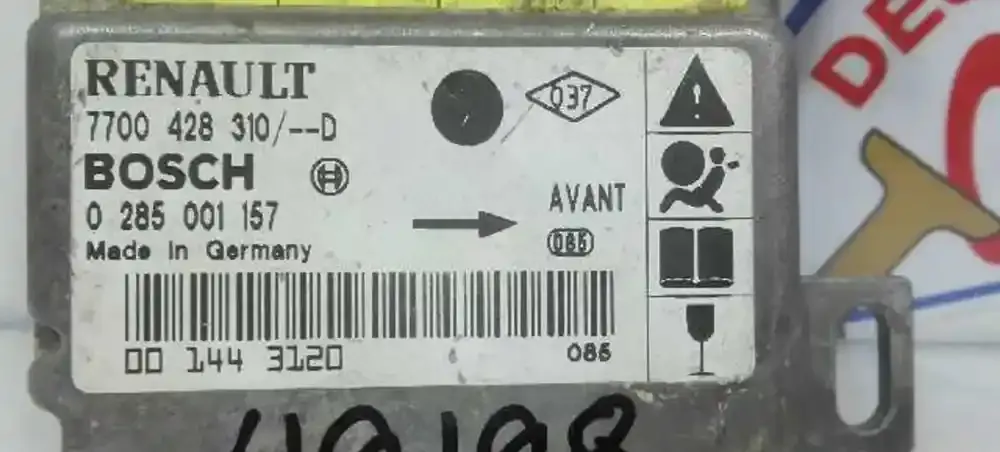 RENAULT
7700 428 310/--D
BOSCH
0 285 001 157
Made In Germany
037
AVANT
085
00 144 3120
085